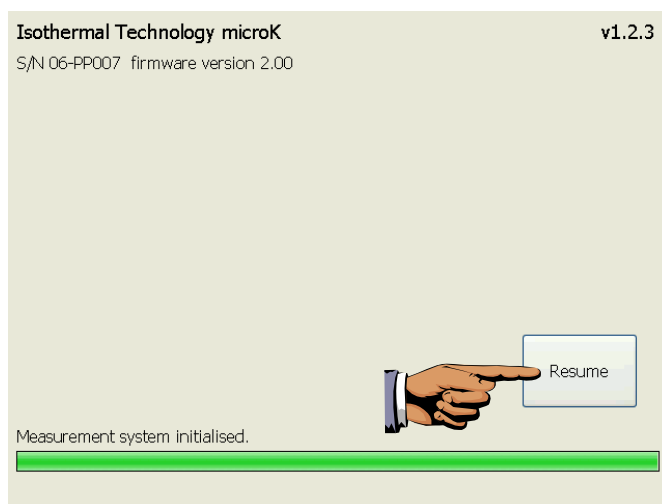 Isothermal Technology microK v1.2.3
S/N 06-PP007 firmware version 2.00
Resume
Measurement system initialised.